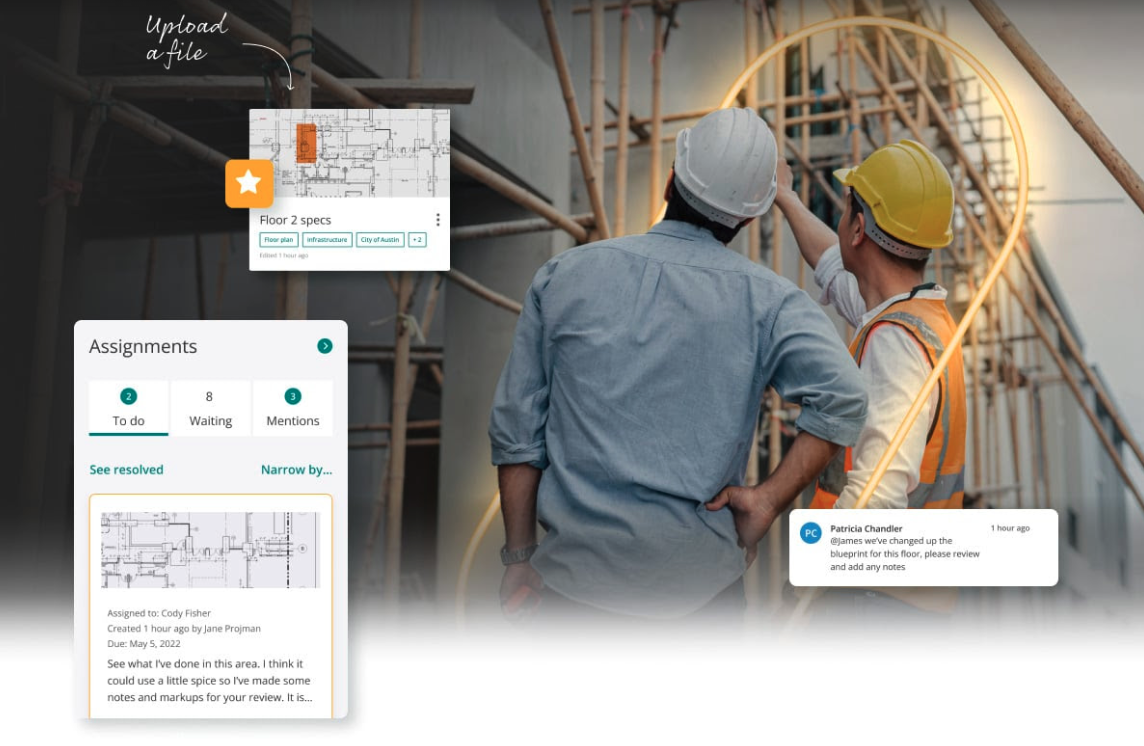 Upload
a file
Floor 2 specs
Floor plan
Infrastructure
City of Austin
+ 2
Edited 1 hour ago
Assignments
2
8
3
To do
Waiting
Mentions
See resolved
Narrow by...
Assigned to: Cody Fisher
Created 1 hour ago by Jane Projman
Due: May 5, 2022
See what I've done in this area. I think it
could use a little spice so I've made some
notes and markups for your review. It is...
PC
Patricia Chandler
1 hour ago
@James we've changed up the
blueprint for this floor, please review
and add any notes